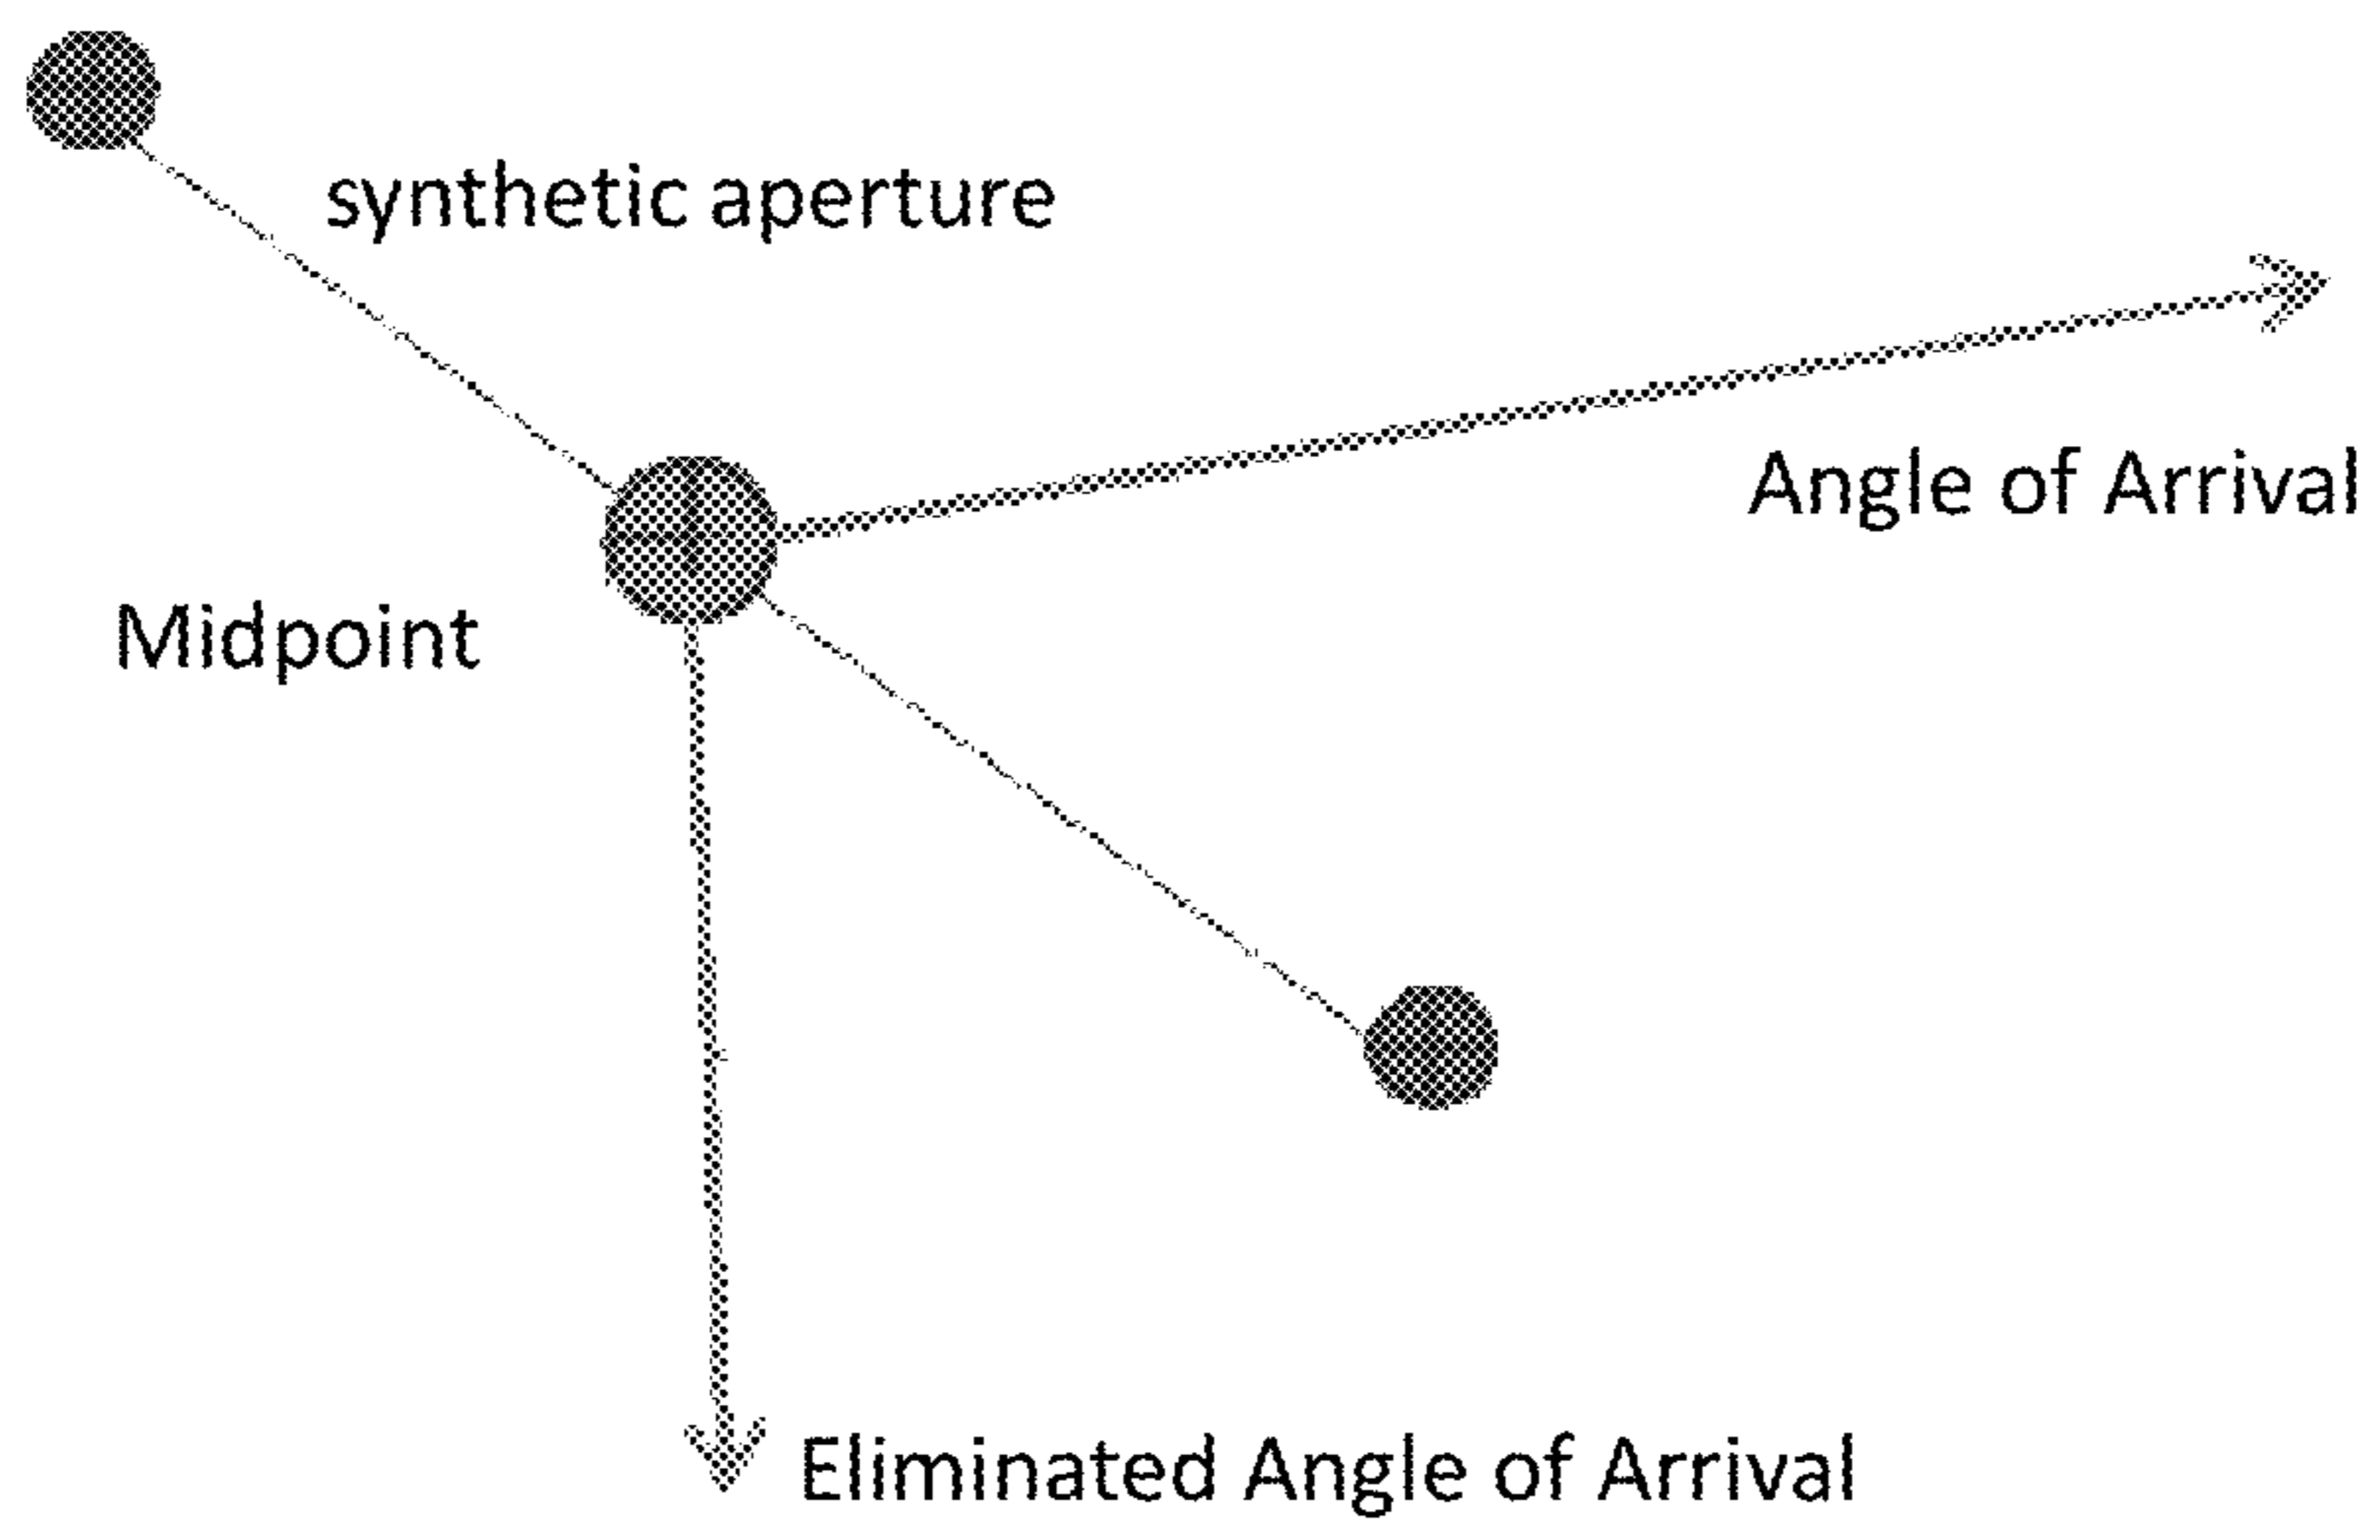 synthetic aperture
Angle of Arrival
Midpoint
Eliminated Angle of Arrival